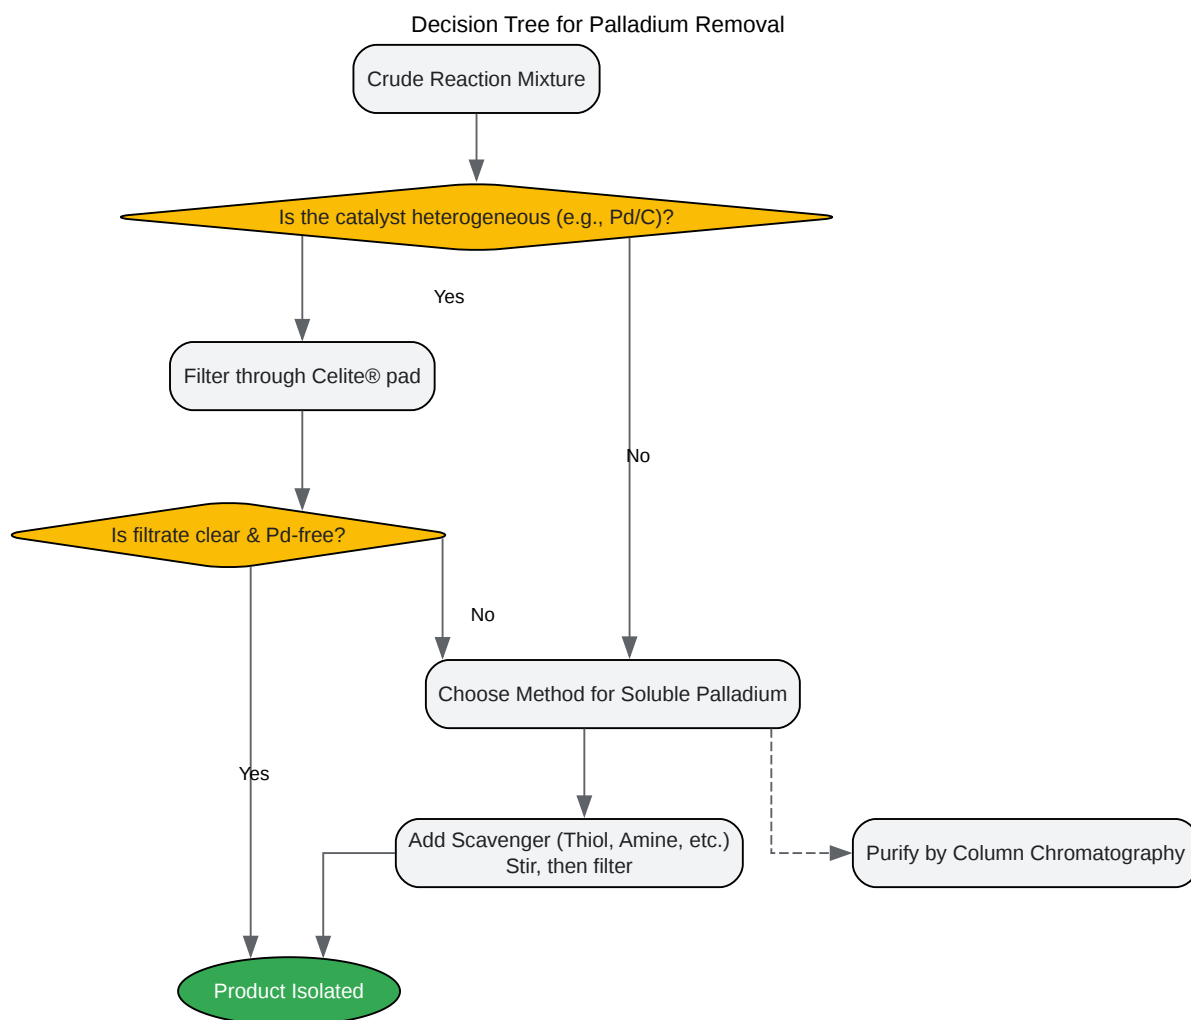 Decision Tree for Palladium Removal
Crude Reaction Mixture
Is the catalyst heterogeneous (e.g., Pd/C)?
Yes
Filter through Celite® pad
No
Is filtrate clear & Pd-free?
No
Choose Method for Soluble Palladium
Yes
Add Scavenger (Thiol, Amine, etc.)
Stir, then filter
Purify by Column Chromatography
Product Isolated